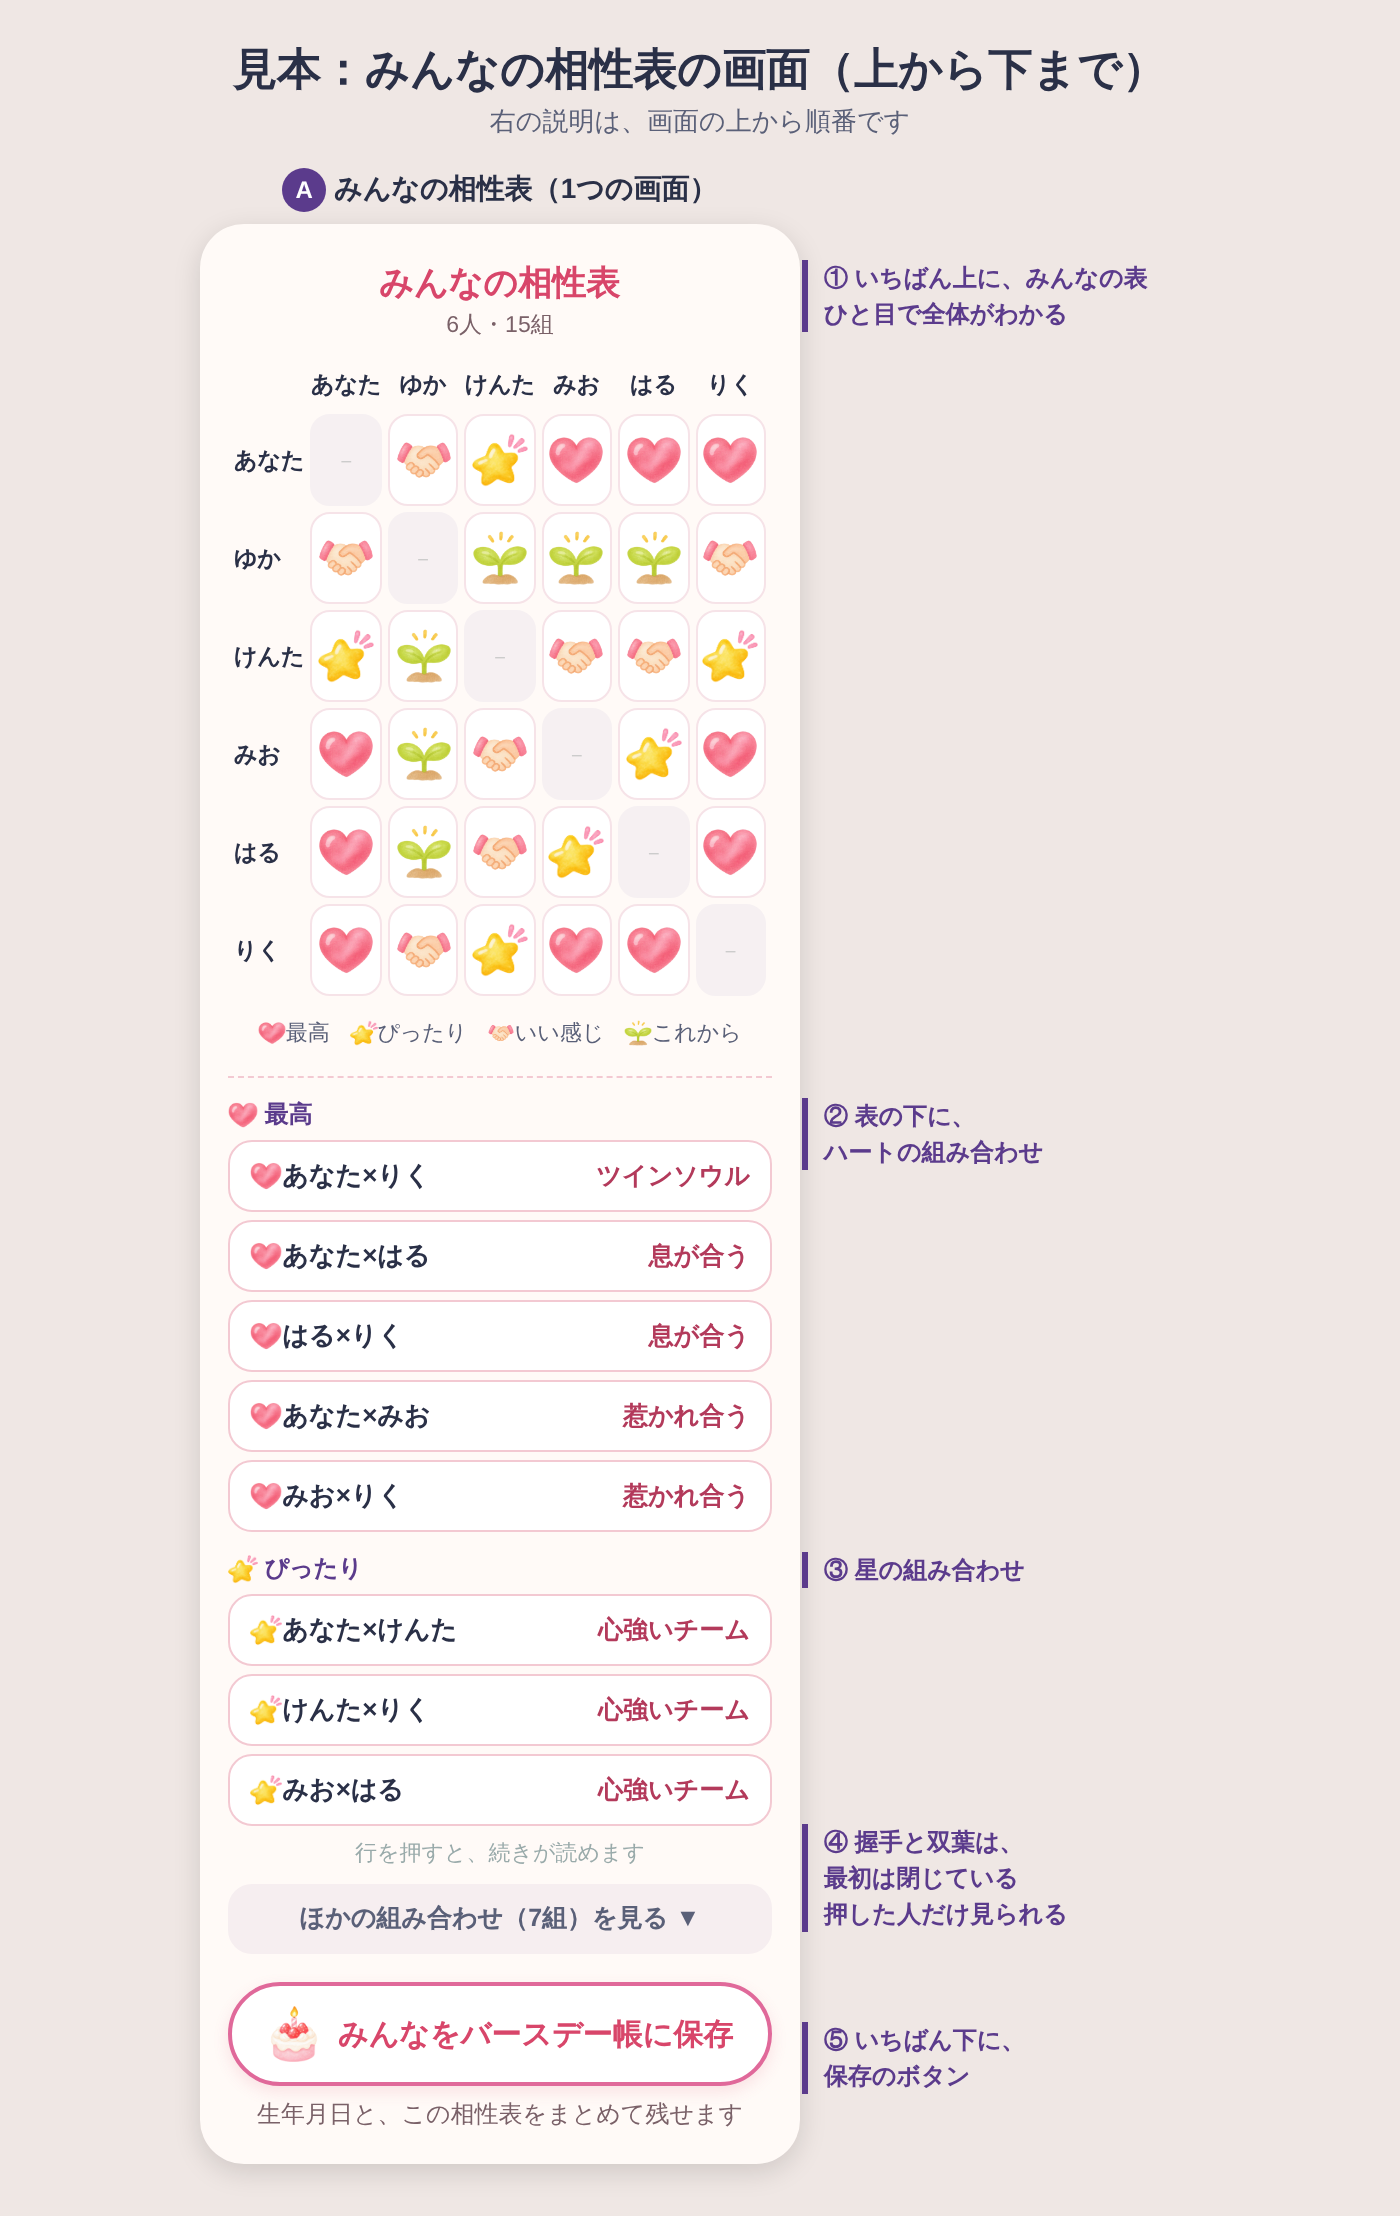 見本：みんなの相性表の画面（上から下まで）
右の説明は、画面の上から順番です
A みんなの相性表（1つの画面）
みんなの相性表
6人・15組
① いちばん上に、みんなの表
ひと目で全体がわかる
あなた ゆか けんた みお はる りく
あなた –
ゆか –
けんた –
みお –
はる –
りく –
最高 ぴったり いい感じ これから
最高
② 表の下に、
ハートの組み合わせ
あなた×りく ツインソウル
あなた×はる 息が合う
はる×りく 息が合う
あなた×みお 惹かれ合う
みお×りく 惹かれ合う
ぴったり
③ 星の組み合わせ
あなた×けんた 心強いチーム
けんた×りく 心強いチーム
みお×はる 心強いチーム
行を押すと、続きが読めます
④ 握手と双葉は、
最初は閉じている
押した人だけ見られる
ほかの組み合わせ（7組）を見る ▼
みんなをバースデー帳に保存
⑤ いちばん下に、
保存のボタン
生年月日と、この相性表をまとめて残せます